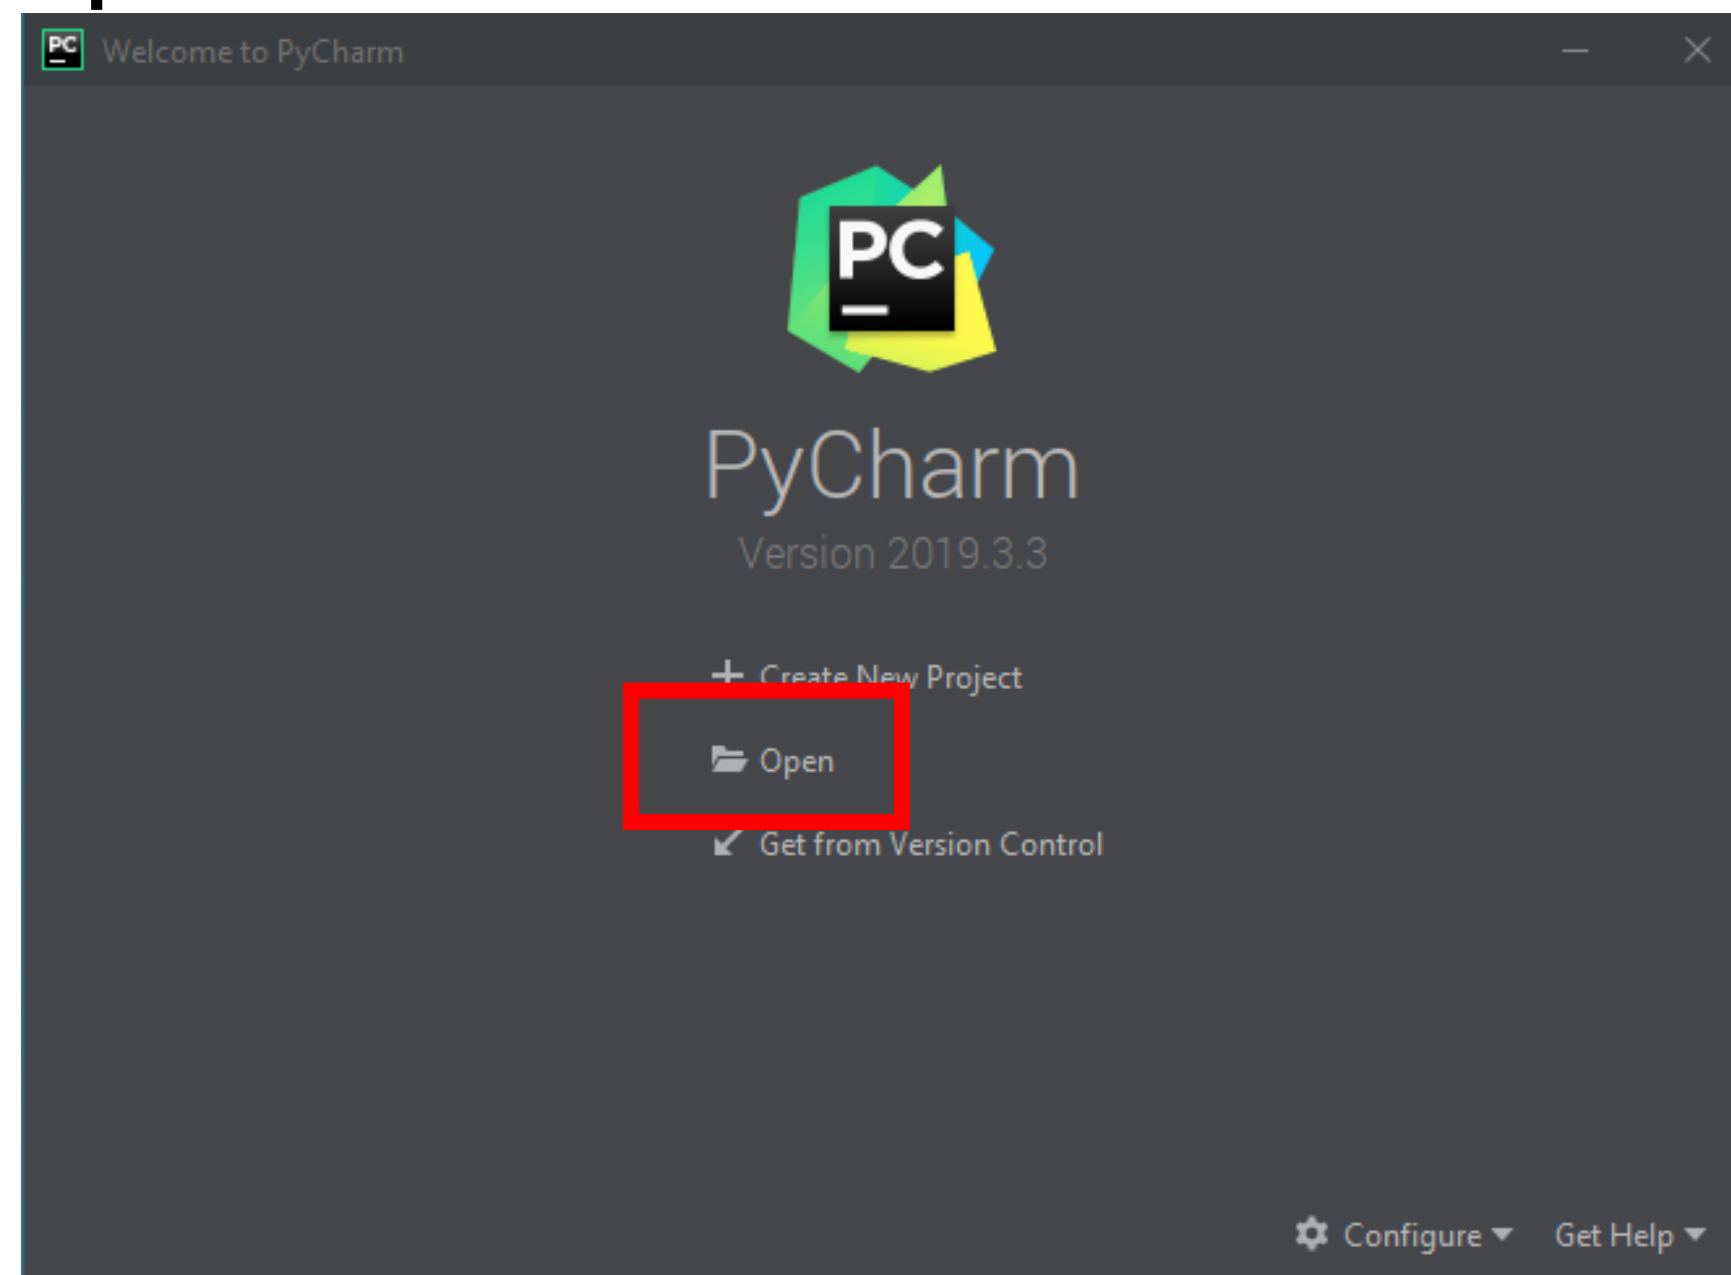 PC Welcome to PyCharm
PC
PyCharm
Version 2019.3.3
Create New Project
Open
Get from Version Control
Configure Get Help